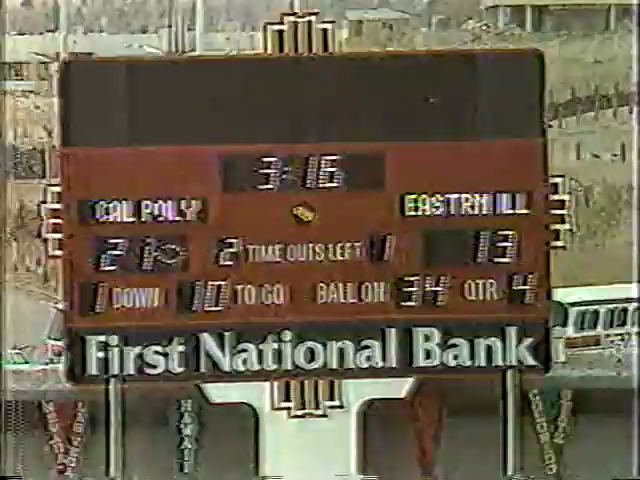 3:16
CAL POLY EASTRN ILL
21 2 TIME OUTS LEFT 1 13
1 DOWN 10 TO GO BALL ON 34 QTR 4
First National Bank
HAWAII